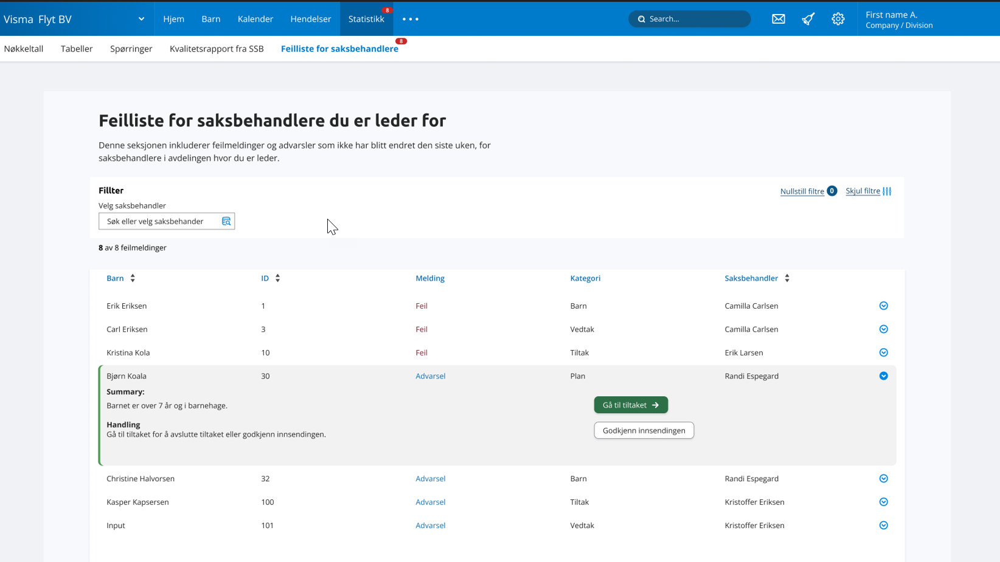 Visma Flyt BV
Hjem
Barn
Kalender
Hendelser
Statistikk
8
Search...
First name A.
Company / Division
Nøkkeltall
Tabeller
Spørringer
Kvalitetsrapport fra SSB
Feilliste for saksbehandlere
8
Feilliste for saksbehandlere du er leder for
Denne seksjonen inkluderer feilmeldinger og advarsler som ikke har blitt endret den siste uken, for
saksbehandlere i avdelingen hvor du er leder.
Fillter
Nullstill filtre 0
Skjul filtre
Velg saksbehandler
Søk eller velg saksbehander
8 av 8 feilmeldinger
Barn ID Melding Kategori Saksbehandler
Erik Eriksen 1 Feil Barn Camilla Carlsen
Carl Eriksen 3 Feil Vedtak Camilla Carlsen
Kristina Kola 10 Feil Tiltak Erik Larsen
Bjørn Koala 30 Advarsel Plan Randi Espegard
Summary:
Barnet er over 7 år og i barnehage.
Gå til tiltaket
Handling
Gå til tiltaket for å avslutte tiltaket eller godkjenn innsendingen.
Godkjenn innsendingen
Christine Halvorsen 32 Advarsel Barn Randi Espegard
Kasper Kapsersen 100 Advarsel Tiltak Kristoffer Eriksen
Input 101 Advarsel Vedtak Kristoffer Eriksen